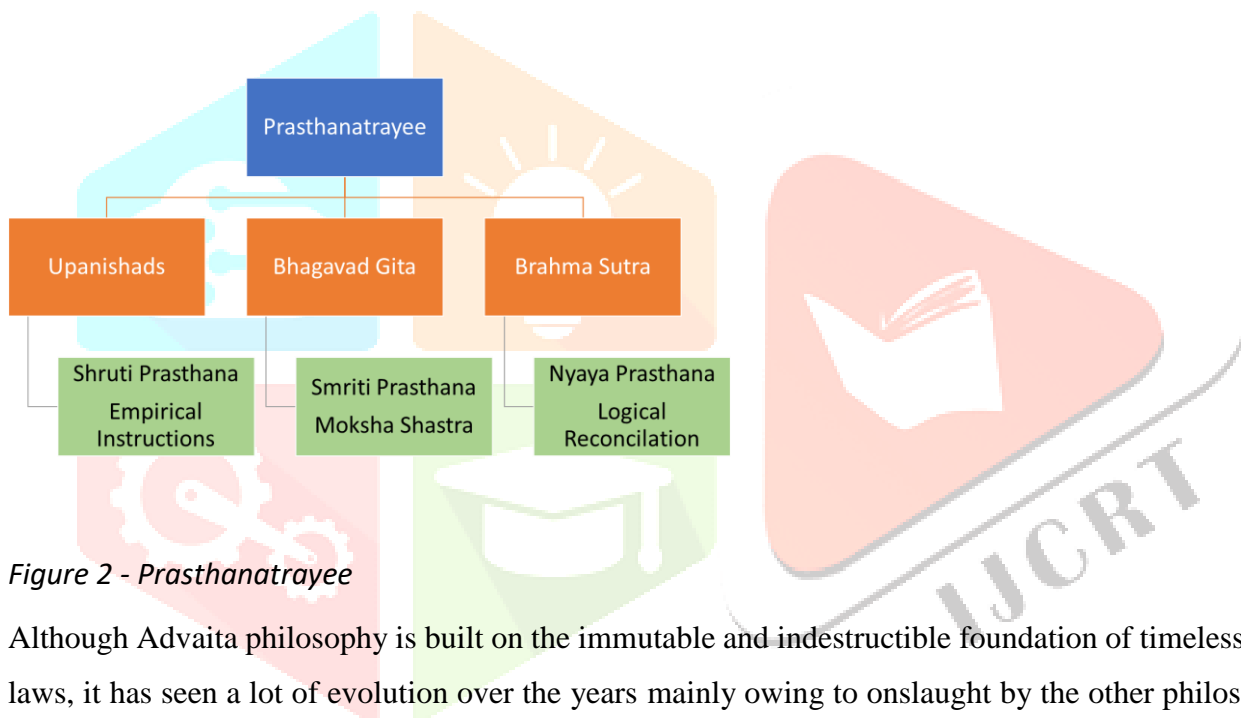 Prasthanatrayee
Upanishads
Bhagavad Gita
Brahma Sutra
Shruti Prasthana
Empirical
Instructions
Smriti Prasthana
Moksha Shastra
Nyaya Prasthana
Logical
Reconcilation
IJCRT
Figure 2 - Prasthanatrayee
Although Advaita philosophy is built on the immutable and indestructible foundation of timeless
laws, it has seen a lot of evolution over the years mainly owing to onslaught by the other philos